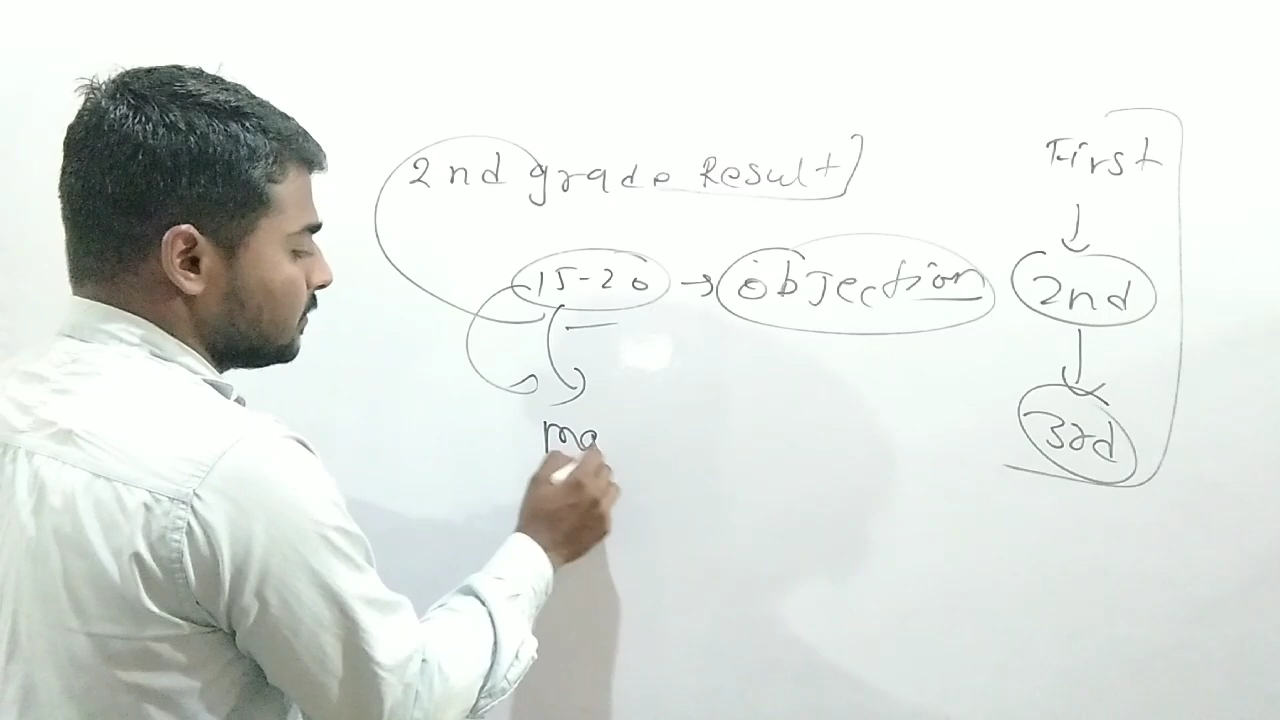 2nd grade Result
15-20 → objection
ma
First
↓
2nd
↓
3rd